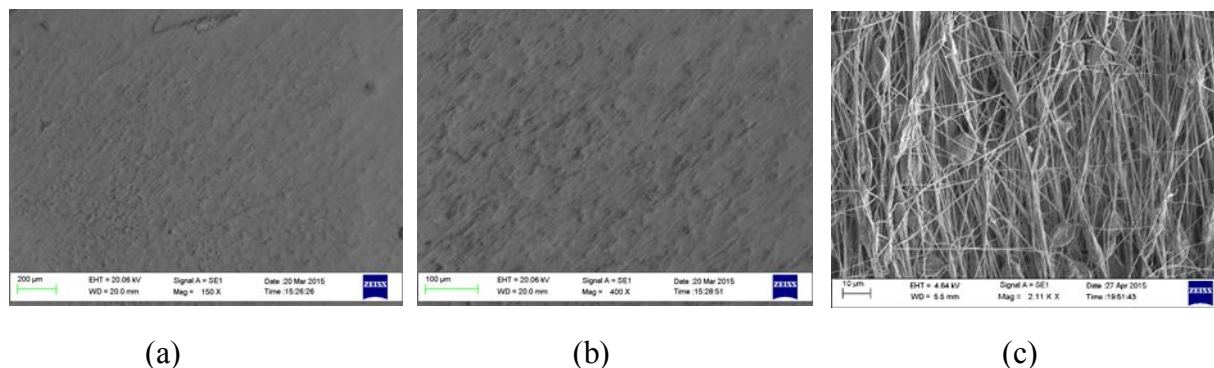 200 µm EHT = 20.06 kV Signal A = SE1 Date :20 Mar 2015 ZEISS
WD = 20.0 mm Mag = 150 X Time :15:26:26
100 µm EHT = 20.06 kV Signal A = SE1 Date :20 Mar 2015 ZEISS
WD = 20.0 mm Mag = 400 X Time :15:28:51
10 µm EHT = 4.64 kV Signal A = SE1 Date :27 Apr 2015 ZEISS
WD = 5.5 mm Mag = 2.11 K X Time :19:51:43
(a) (b) (c)